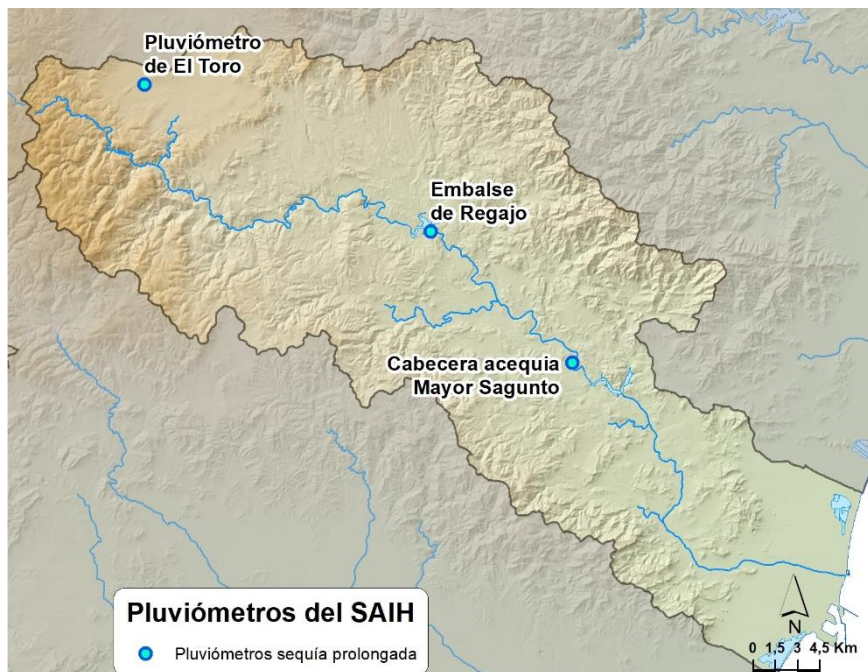 Pluviómetro
de El Toro
Embalse
de Regajo
Cabecera acequia
Mayor Sagunto
Pluviómetros del SAIH
Pluviómetros sequía prolongada
N
0 1,5 3 4,5 Km